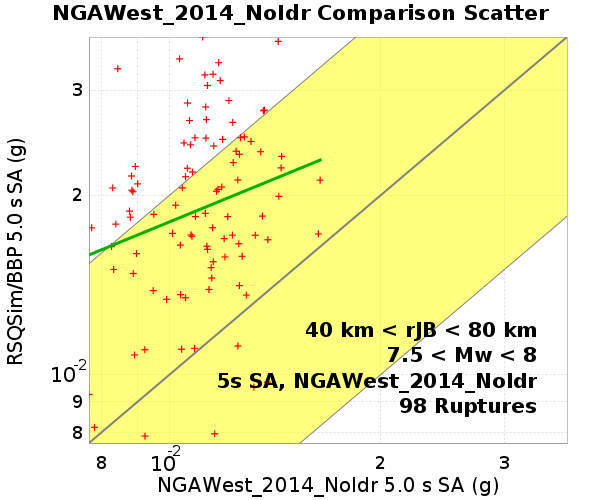 NGAWest_2014_NoIdr Comparison Scatter
RSQSim/BBP 5.0 s SA (g)
3
2
10⁻²
9
8
40 km < rJB < 80 km
7.5 < Mw < 8
5s SA, NGAWest_2014_NoIdr
98 Ruptures
8 10⁻² 2 3
NGAWest_2014_NoIdr 5.0 s SA (g)